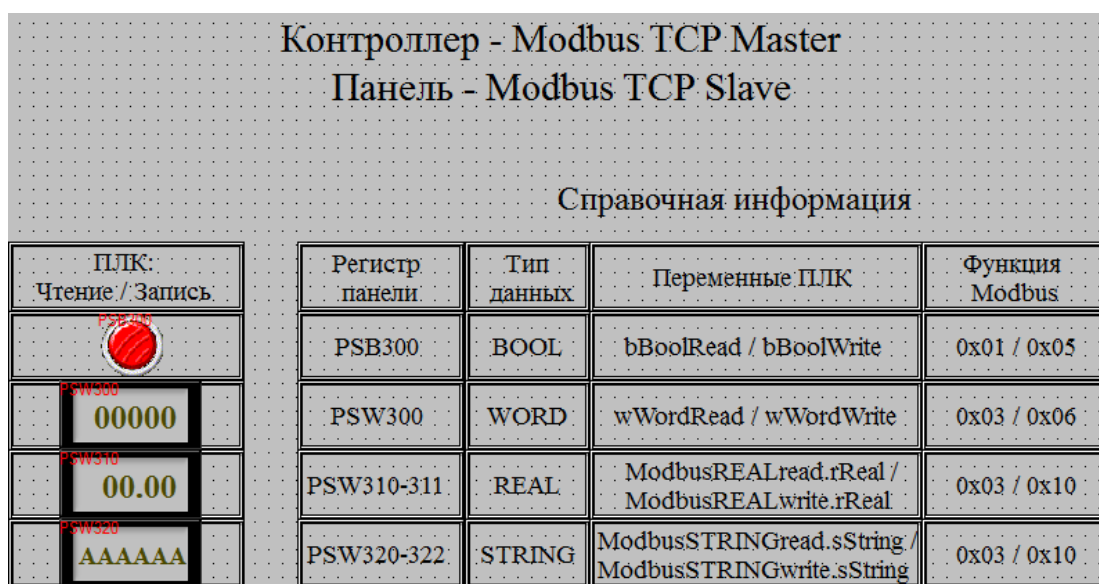 Контроллер - Modbus TCP Master
Панель - Modbus TCP Slave
Справочная информация
ПЛК:
Чтение / Запись
Регистр
панели
Тип
данных
Переменные ПЛК
Функция
Modbus
PSB300
PSB300
BOOL
bBoolRead / bBoolWrite
0x01 / 0x05
PSW300
00000
PSW300
WORD
wWordRead / wWordWrite
0x03 / 0x06
PSW310
00.00
PSW310-311
REAL
ModbusREALread.rReal /
ModbusREALwrite.rReal
0x03 / 0x10
PSW320
AAAAAA
PSW320-322
STRING
ModbusSTRINGread.sString /
ModbusSTRINGwrite.sString
0x03 / 0x10